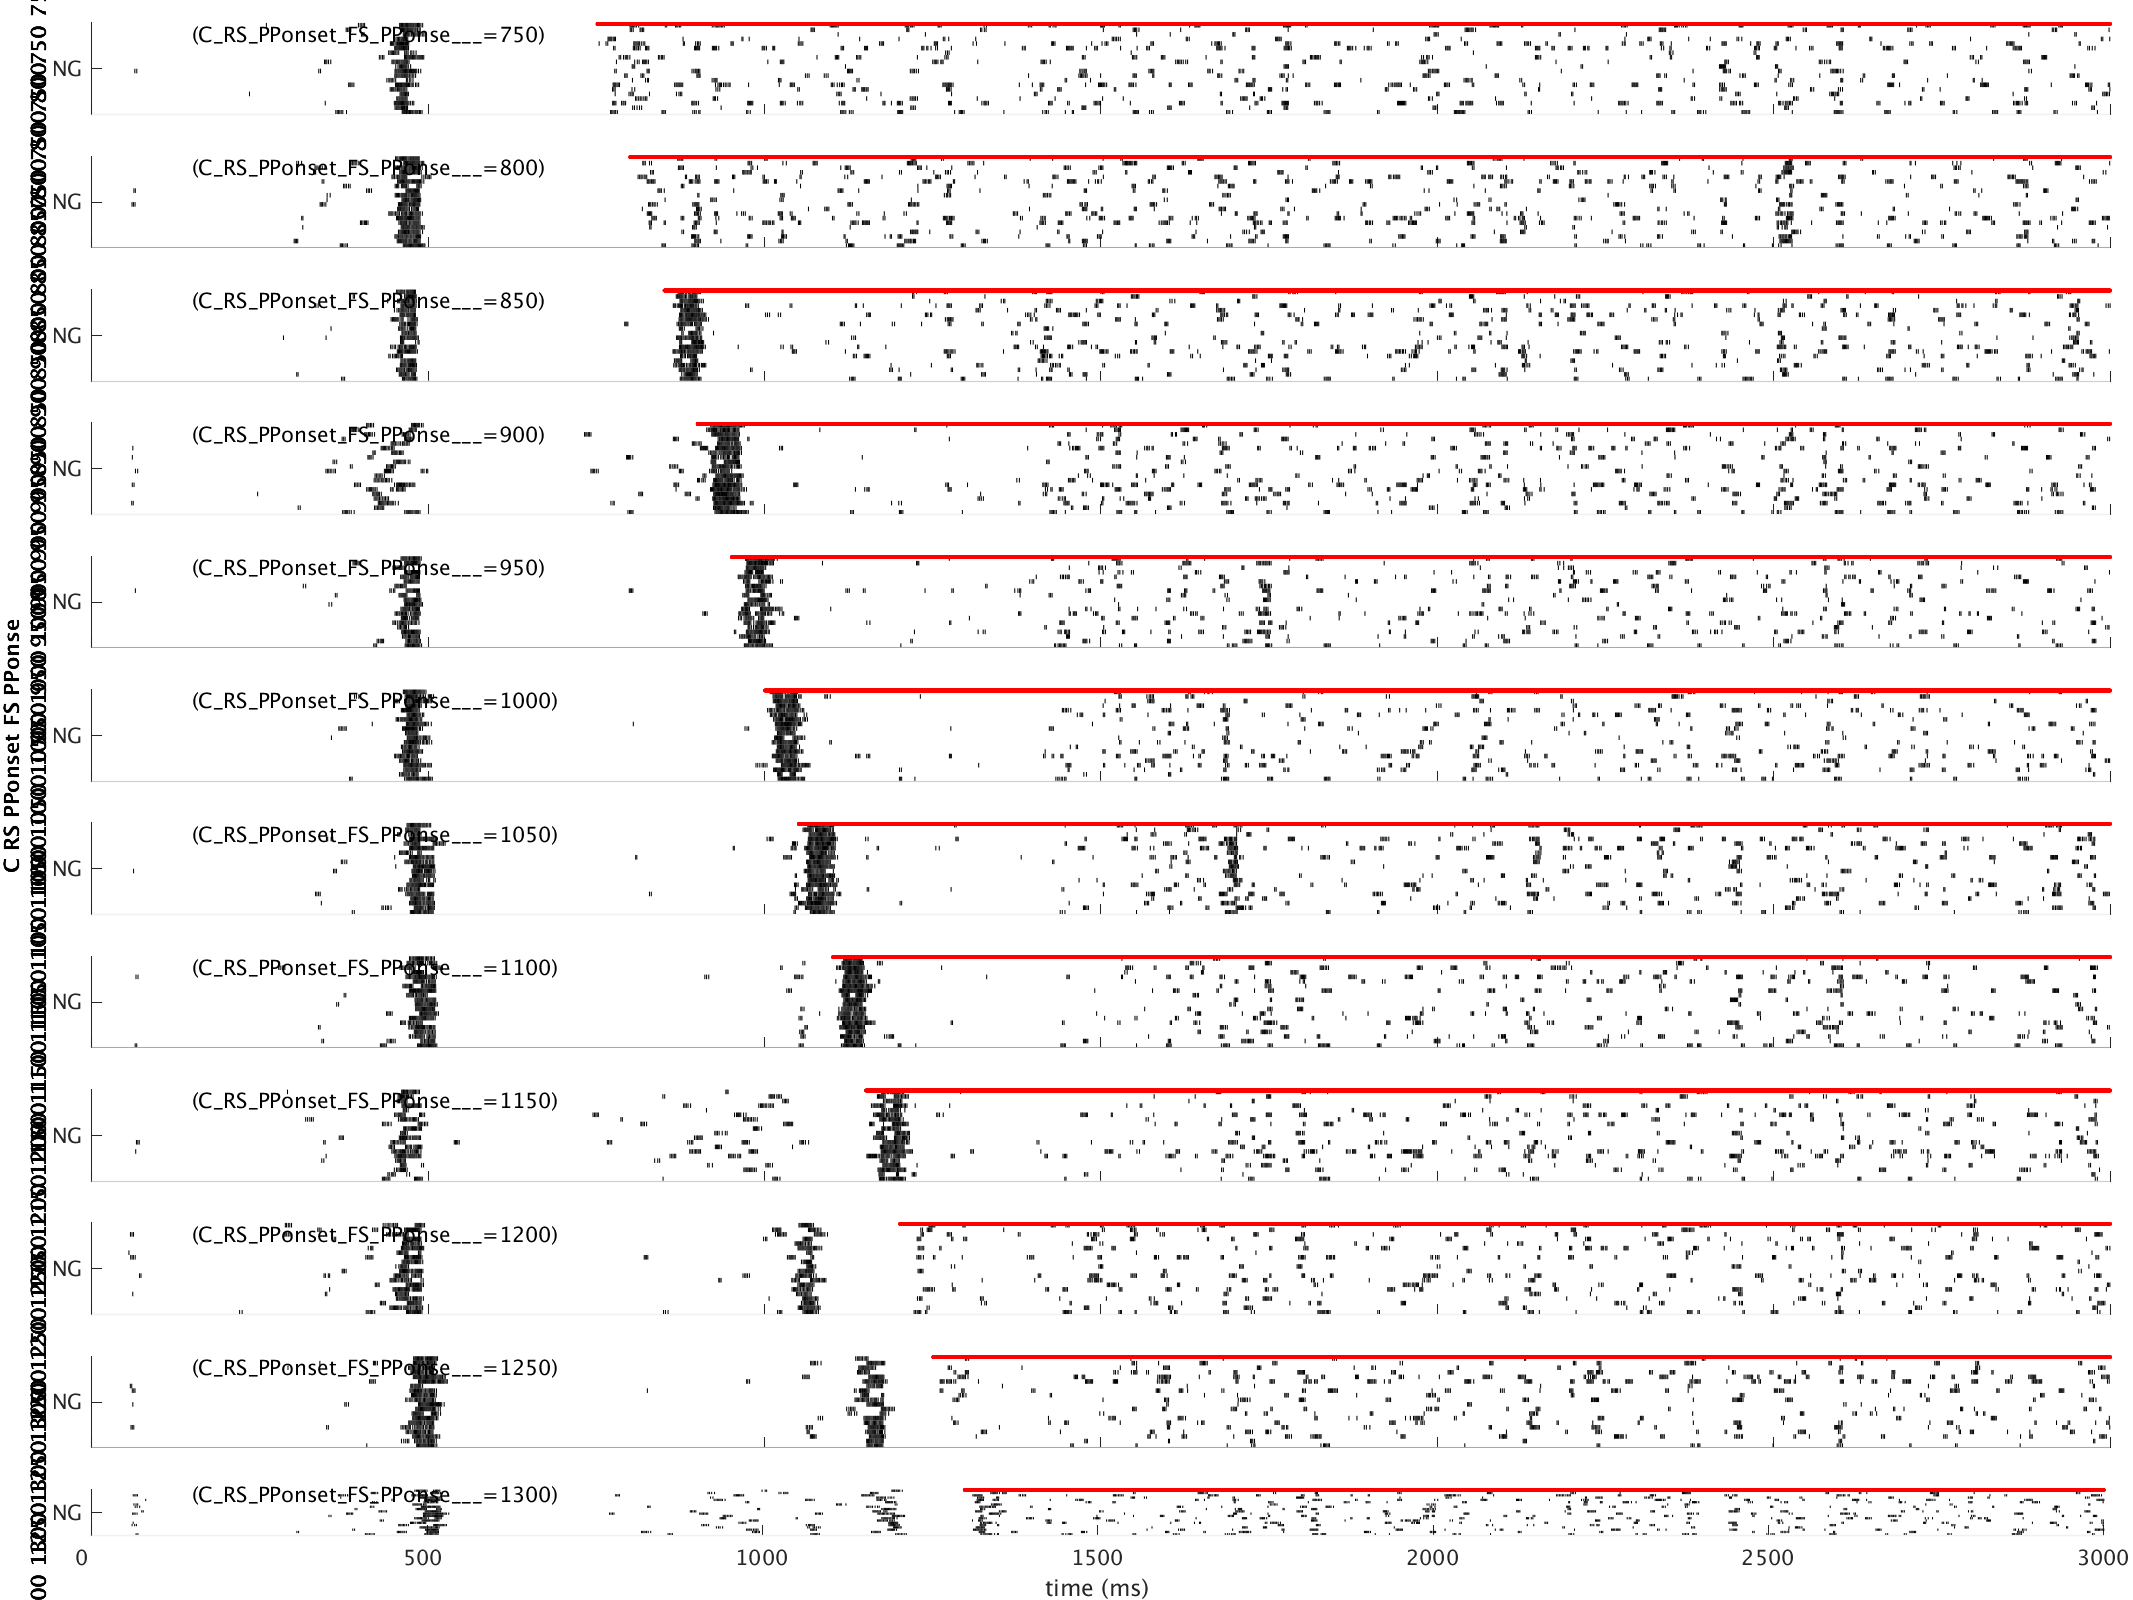 (C_RS_PPonset_FS_PPonse___=750)
NG
(C_RS_PPonset_FS_PPonse___=800)
NG
(C_RS_PPonset_FS_PPonse___=850)
NG
(C_RS_PPonset_FS_PPonse___=900)
NG
(C_RS_PPonset_FS_PPonse___=950)
NG
(C_RS_PPonset_FS_PPonse___=1000)
NG
(C_RS_PPonset_FS_PPonse___=1050)
NG
(C_RS_PPonset_FS_PPonse___=1100)
NG
(C_RS_PPonset_FS_PPonse___=1150)
NG
(C_RS_PPonset_FS_PPonse___=1200)
NG
(C_RS_PPonset_FS_PPonse___=1250)
NG
(C_RS_PPonset_FS_PPonse___=1300)
NG
C RS PPonset FS PPonse
0 500 1000 1500 2000 2500 3000
time (ms)